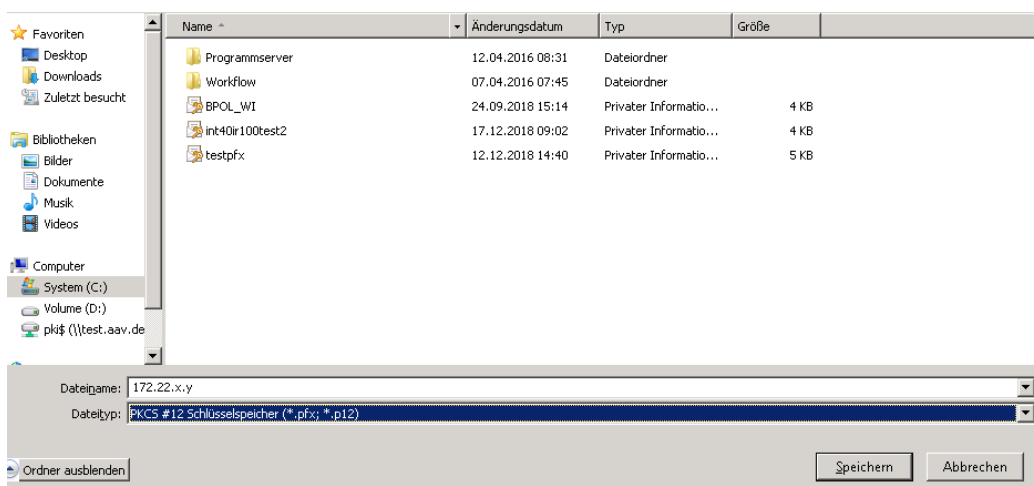 Favoriten
Desktop
Downloads
Zuletzt besucht
Bibliotheken
Bilder
Dokumente
Musik
Videos
Computer
System (C:)
Volume (D:)
pki$ (\\test.aav.de
Name Änderungsdatum Typ Größe
Programmserver 12.04.2016 08:31 Dateiordner
Workflow 07.04.2016 07:45 Dateiordner
BPOL_WI 24.09.2018 15:14 Privater Informatio... 4 KB
int40ir100test2 17.12.2018 09:02 Privater Informatio... 4 KB
testpfx 12.12.2018 14:40 Privater Informatio... 5 KB
Dateiname: 172.22.x.y
Dateityp: PKCS #12 Schlüsselspeicher (*.pfx; *.p12)
Ordner ausblenden Speichern Abbrechen